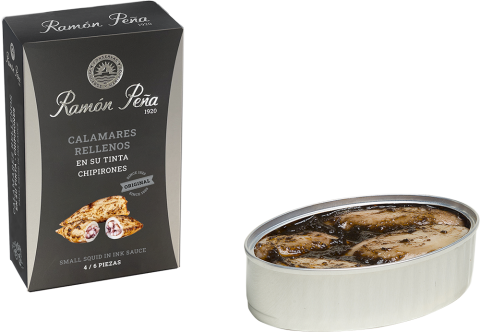 Ramón Peña
1920
CALAMARES
RELLENOS
EN SU TINTA
CHIPIRONES
ORIGINAL
SMALL SQUID IN INK SAUCE
4 / 6 PIEZAS